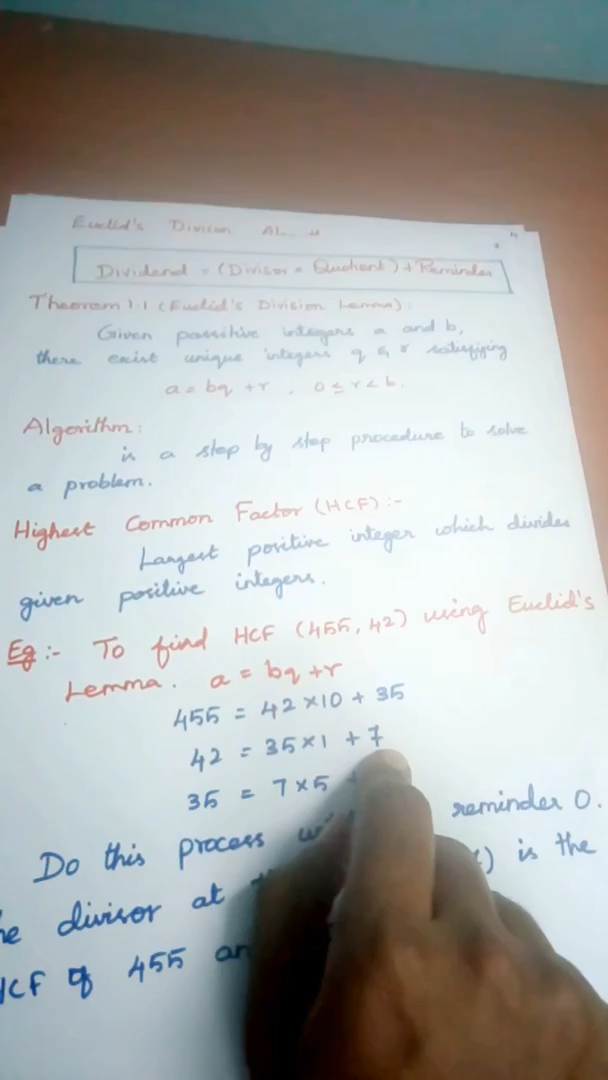 Euclid's Division
Dividend = (Divisor × Quotient) + Reminder
Theorem 1.1 (Euclid's Division Lemma):
Given possitive integers a and b,
there exist unique integers q & r satisfying
a = bq + r , 0 ≤ r < b.
Algorithm:
is a step by step procedure to solve
a problem.
Highest Common Factor (HCF) :-
Largest positive integer which divides
given positive integers.
Eg :- To find HCF (455, 42) using Euclid's
Lemma. a = bq + r
455 = 42 × 10 + 35
42 = 35 × 1 + 7
35 = 7 × 5
Do this process reminder 0.
divisor at is the
HCF of 455